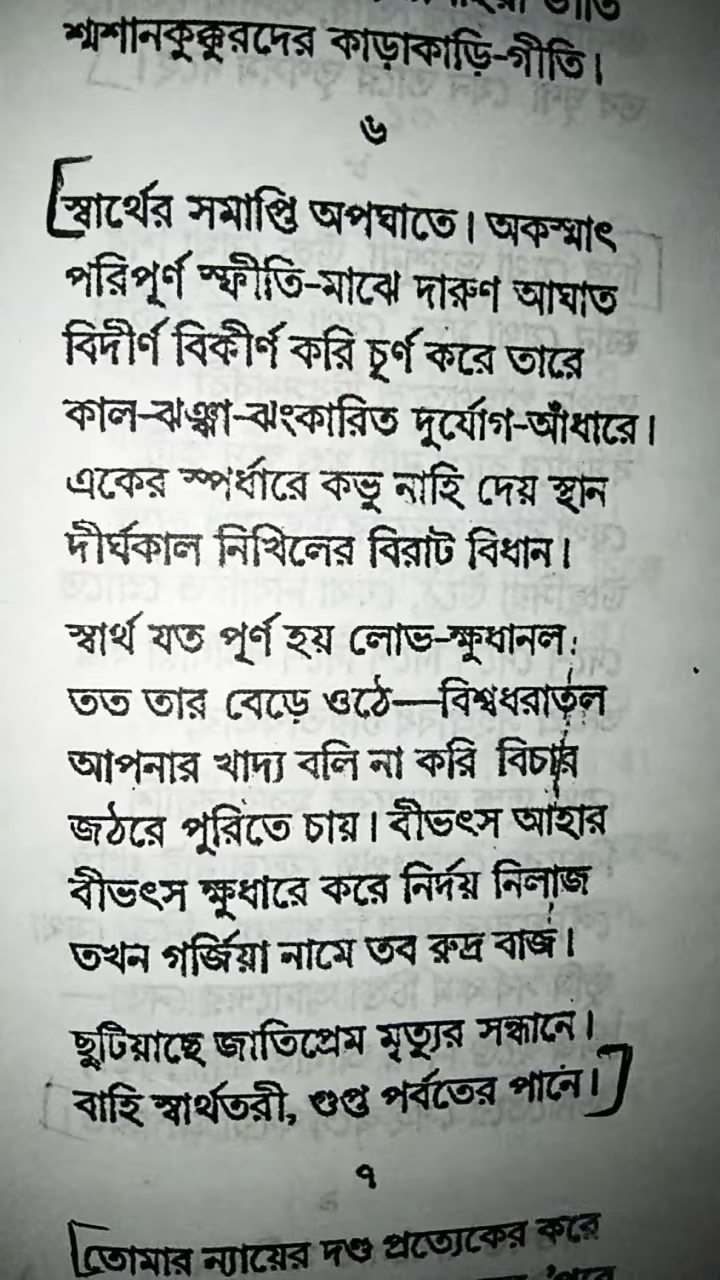 শ্মশানকুক্কুরদের কাড়াকাড়ি-গীতি।
৬
স্বার্থের সমাপ্তি অপঘাতে। অকস্মাৎ
পরিপূর্ণ স্ফীতি-মাঝে দারুণ আঘাত
বিদীর্ণ বিকীর্ণ করি চূর্ণ করে তারে
কাল-ঝঞ্ঝা-ঝংকারিত দুর্যোগ-আঁধারে।
একের স্পর্ধারে কভু নাহি দেয় স্থান
দীর্ঘকাল নিখিলের বিরাট বিধান।
স্বার্থ যত পূর্ণ হয় লোভ-ক্ষুধানল
তত তার বেড়ে ওঠে—বিশ্বধরাতল
আপনার খাদ্য বলি না করি বিচার
জঠরে পুরিতে চায়। বীভৎস আহার
বীভৎস ক্ষুধারে করে নির্দয় নিলাজ
তখন গর্জিয়া নামে তব রুদ্র বাজ।
ছুটিয়াছে জাতিপ্রেম মৃত্যুর সন্ধানে।
বাহি স্বার্থতরী, গুপ্ত পর্বতের পানে।
৭
তোমার ন্যায়ের দণ্ড প্রত্যেকের করে